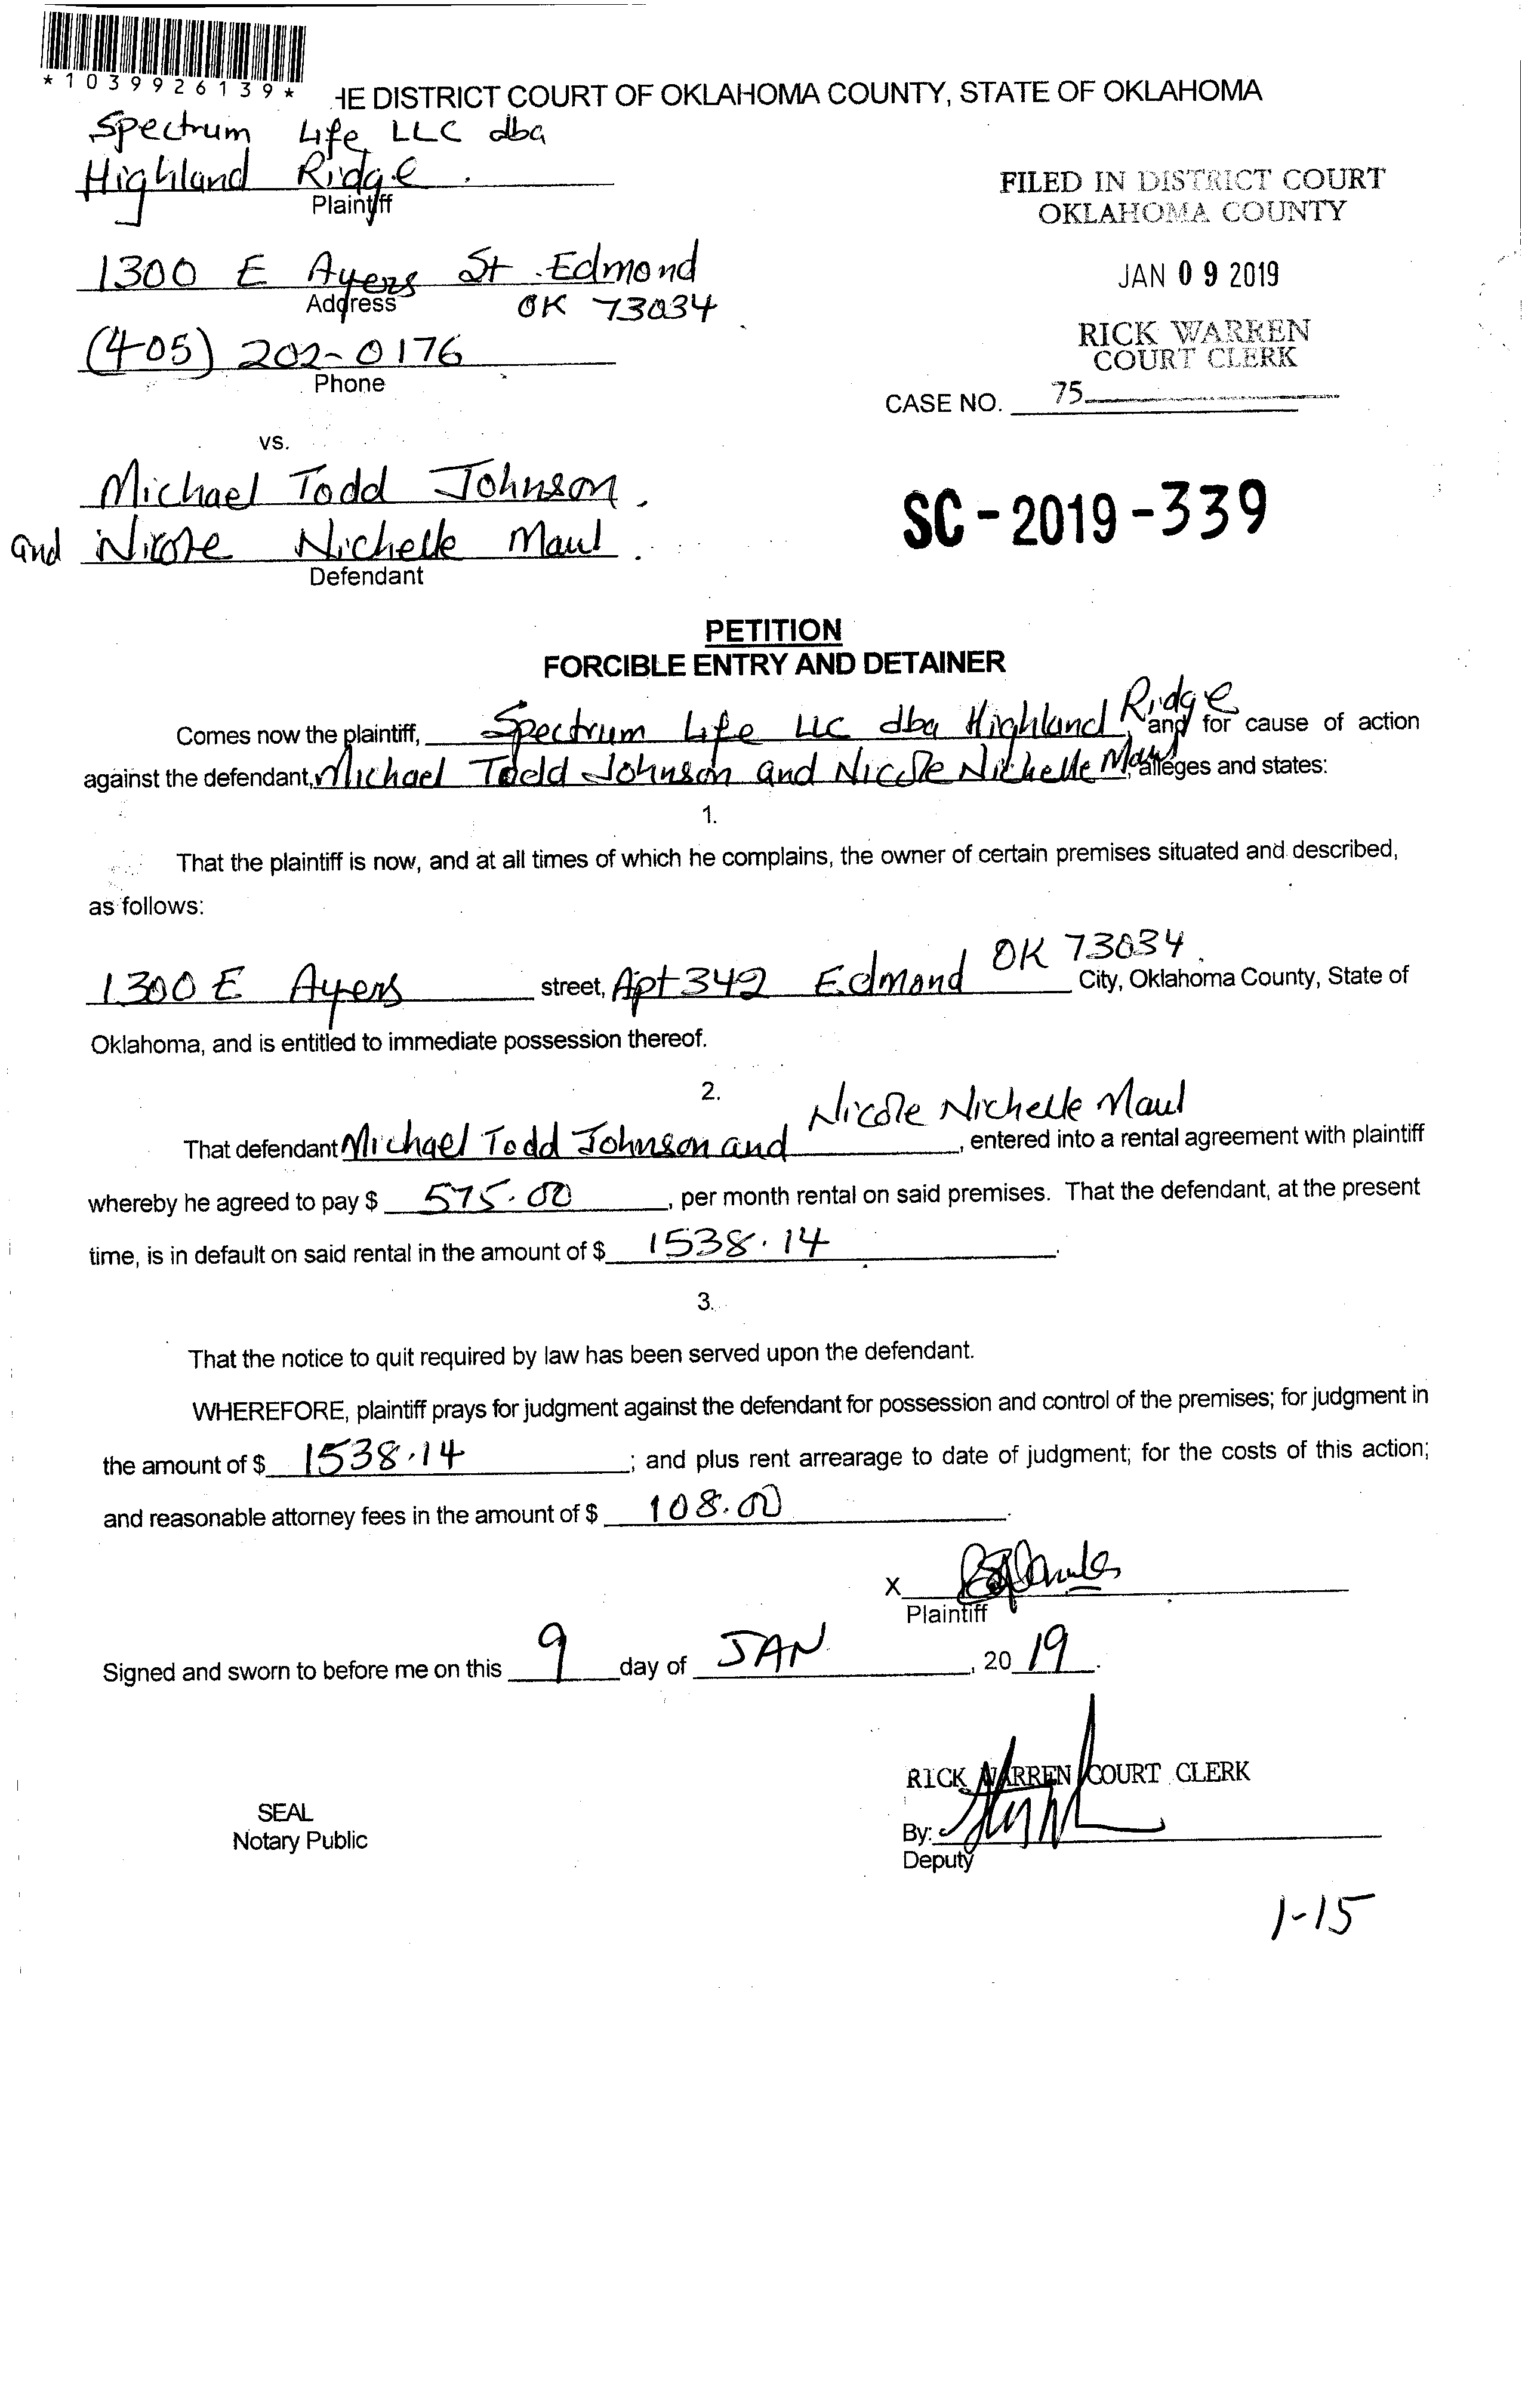 *1039926139*
HE DISTRICT COURT OF OKLAHOMA COUNTY, STATE OF OKLAHOMA
Spectrum Life LLC dba
Highland Ridge.
Plaintiff
FILED IN DISTRICT COURT
OKLAHOMA COUNTY
1300 E Ayers St. Edmond
Address OK 73034
JAN 09 2019
(405) 202-0176
Phone
RICK WARREN
COURT CLERK
CASE NO. 75
vs.
Michael Todd Johnson.
and Nicole Nichelle Maul.
Defendant
SC-2019-339
PETITION
FORCIBLE ENTRY AND DETAINER
Comes now the plaintiff, Spectrum Life LLC dba Highland Ridge, and for cause of action
against the defendant, Michael Todd Johnson and Nicole Nichelle Maul, alleges and states:
1.
That the plaintiff is now, and at all times of which he complains, the owner of certain premises situated and described,
as follows:
1300 E Ayers street, Apt 342 Edmond OK 73034. City, Oklahoma County, State of
Oklahoma, and is entitled to immediate possession thereof.
2.
That defendant Michael Todd Johnson and Nicole Nichelle Maul, entered into a rental agreement with plaintiff
whereby he agreed to pay $ 575.00, per month rental on said premises. That the defendant, at the present
time, is in default on said rental in the amount of $ 1538.14.
3.
That the notice to quit required by law has been served upon the defendant.
WHEREFORE, plaintiff prays for judgment against the defendant for possession and control of the premises; for judgment in
the amount of $ 1538.14; and plus rent arrearage to date of judgment; for the costs of this action;
and reasonable attorney fees in the amount of $ 108.00.
X
Plaintiff
Signed and sworn to before me on this 9 day of JAN, 2019.
RICK WARREN COURT CLERK
SEAL
Notary Public
By:
Deputy
1-15